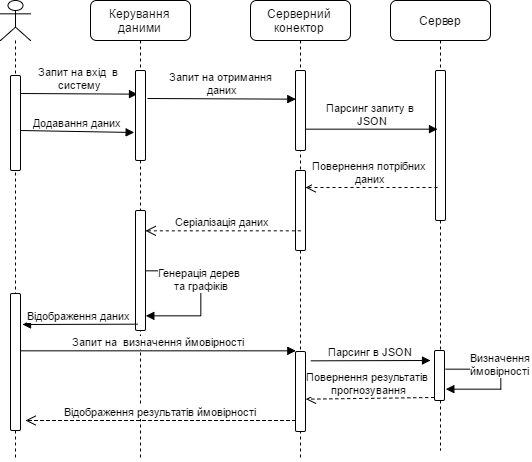 Керування
даними
Серверний
конектор
Сервер
Запит на вхід в
систему
Запит на отримання
даних
Додавання даних
Парсинг запиту в
JSON
Повернення потрібних
даних
Серіалізація даних
Генерація дерев
та графіків
Відображення даних
Запит на визначення ймовірності
Парсинг в JSON
Визначення
ймовірності
Повернення результатів
прогнозування
Відображення результатів ймовірності